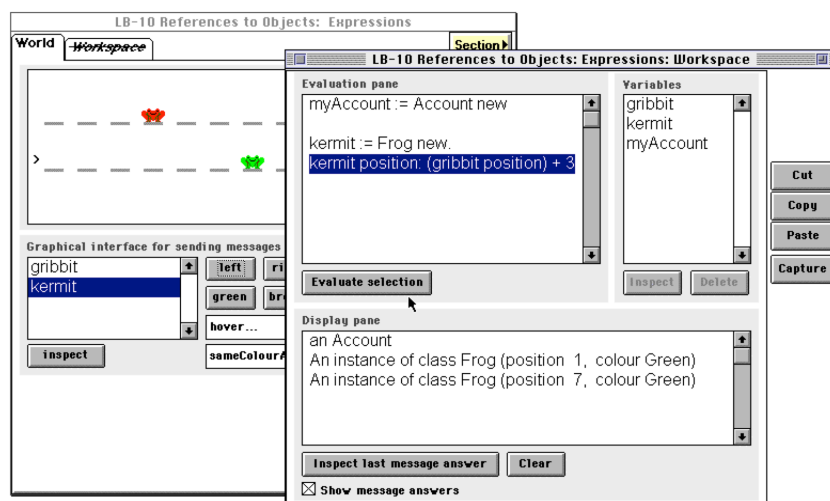 LB-10 References to Objects: Expressions
World
Workspace
Section
>
Graphical interface for sending messages
gribbit
kermit
left
green
hover...
inspect
LB-10 References to Objects: Expressions: Workspace
Evaluation pane
myAccount := Account new
kermit := Frog new.
kermit position: (gribbit position) + 3
Evaluate selection
Variables
gribbit
kermit
myAccount
Inspect
Delete
Cut
Copy
Paste
Capture
Display pane
an Account
An instance of class Frog (position 1, colour Green)
An instance of class Frog (position 7, colour Green)
Inspect last message answer
Clear
Show message answers